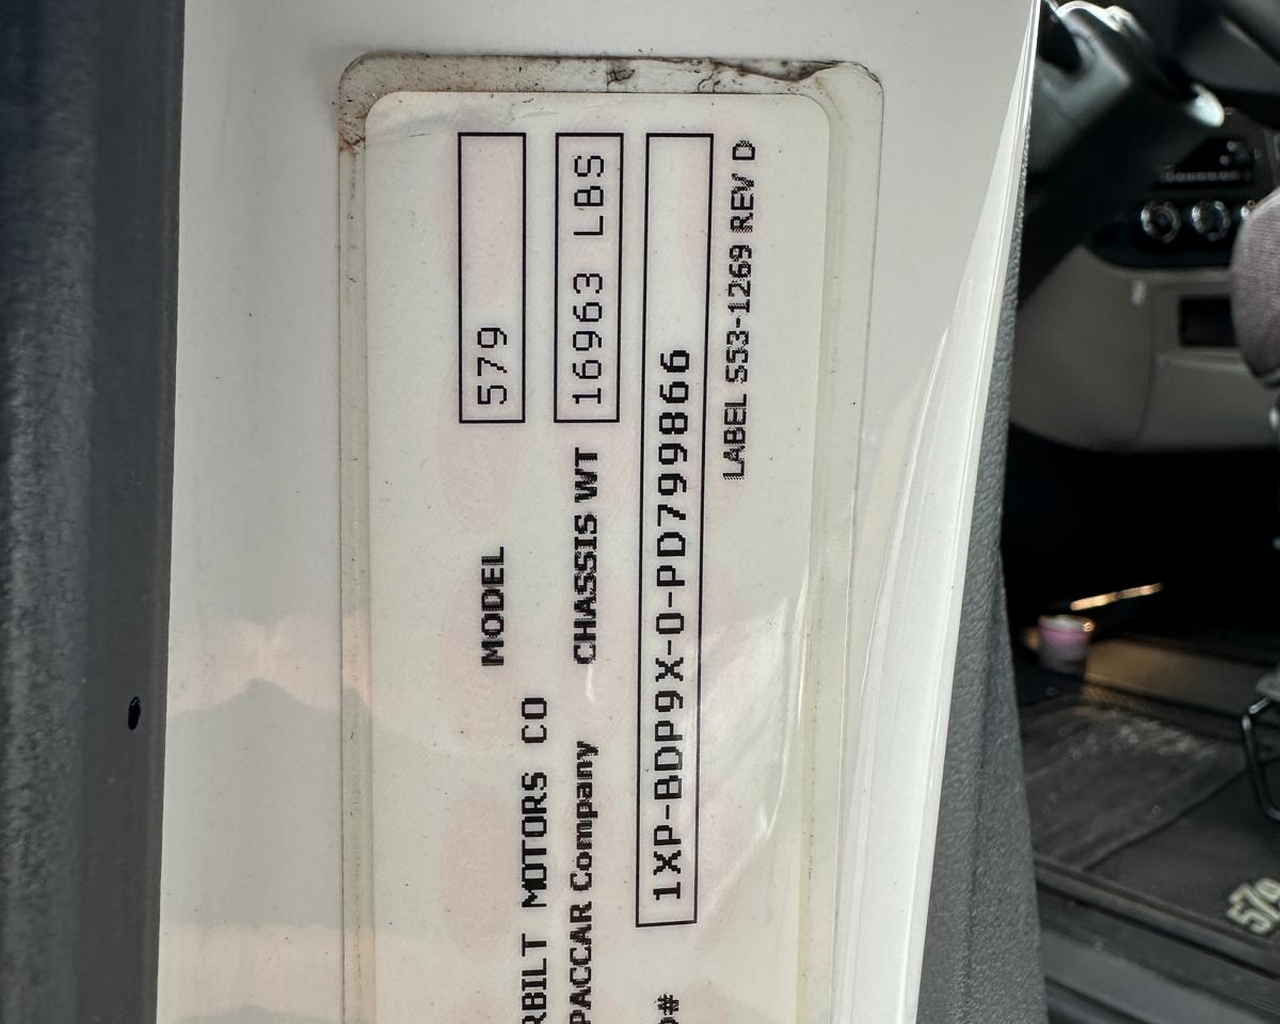 MODEL 579
RBILT MOTORS CO
PACCAR Company CHASSIS WT 16963 LBS
1XP-BDP9X-0-PD799866
LABEL S53-1269 REV D
579